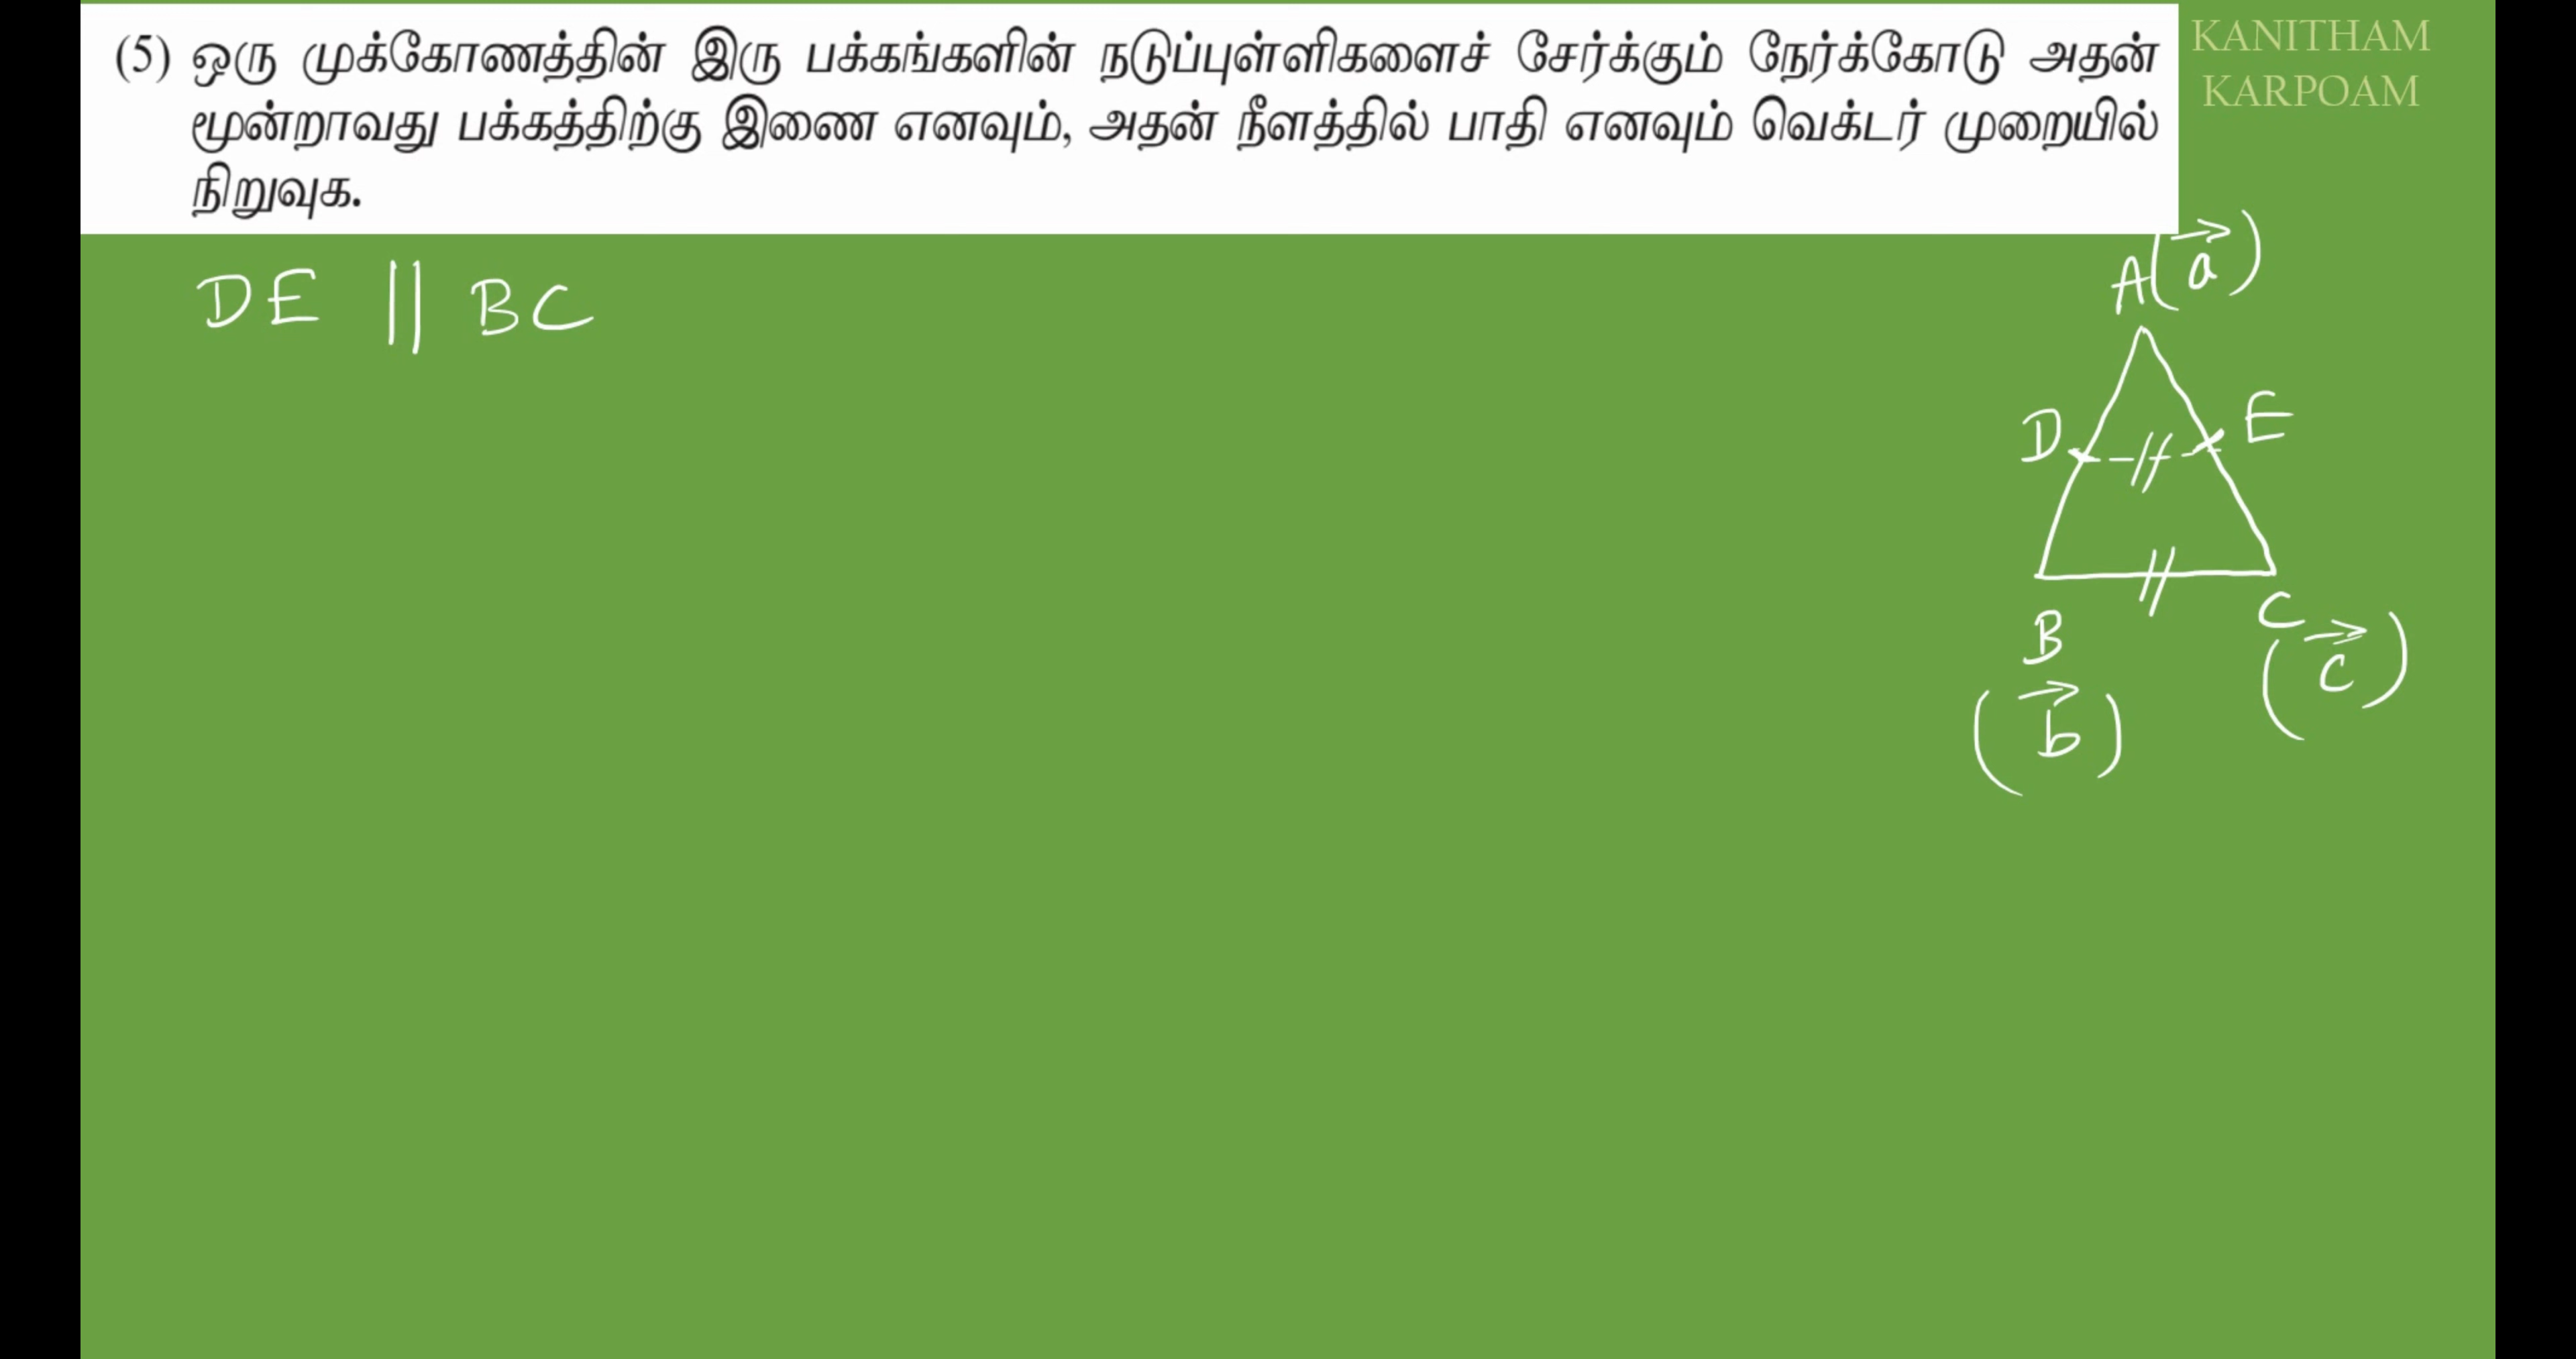 (5) ஒரு முக்கோணத்தின் இரு பக்கங்களின் நடுப்புள்ளிகளைச் சேர்க்கும் நேர்க்கோடு அதன்
மூன்றாவது பக்கத்திற்கு இணை எனவும், அதன் நீளத்தில் பாதி எனவும் வெக்டர் முறையில்
நிறுவுக.
KANITHAM
KARPOAM
DE || BC
A(a⃗)
D
E
B
C
(b⃗)
(c⃗)